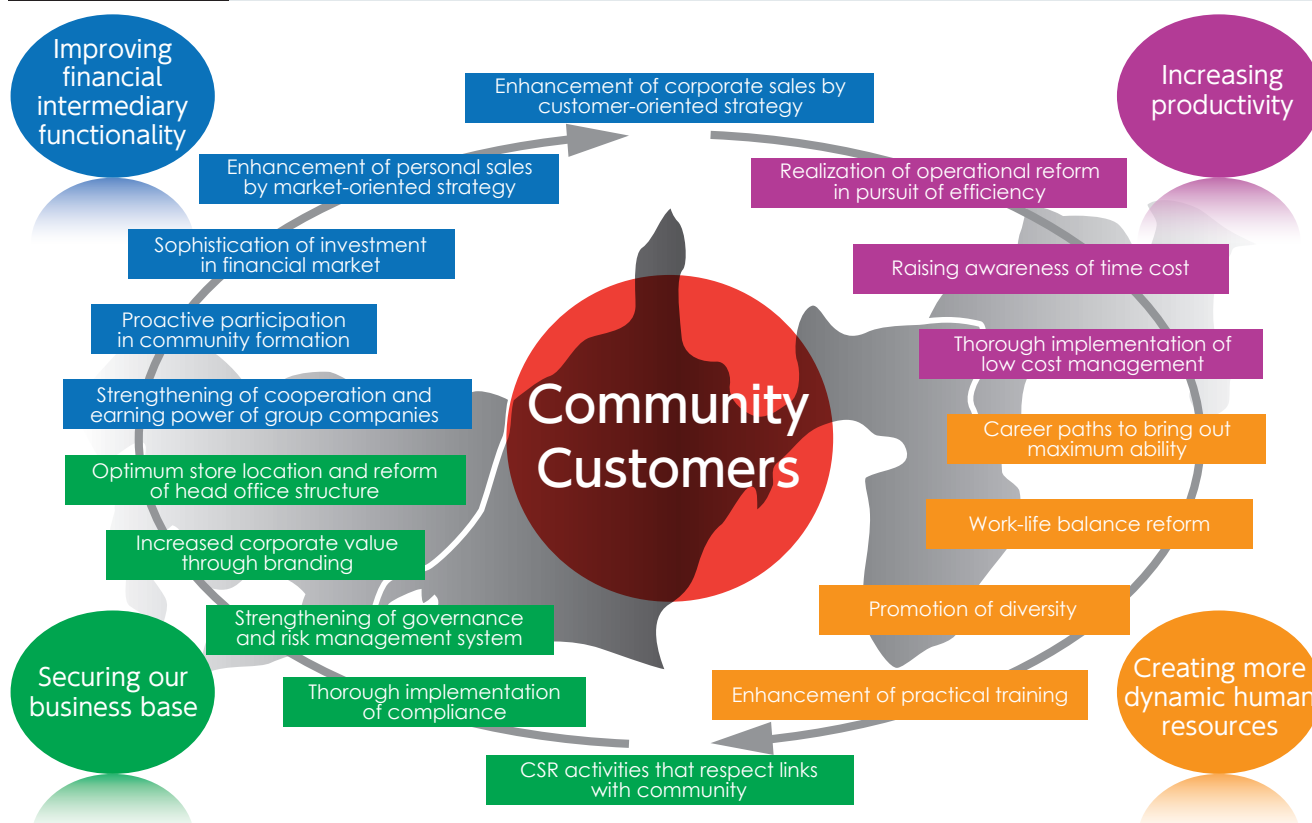 Improving
financial
intermediary
functionality
Enhancement of corporate sales by
customer-oriented strategy
Enhancement of personal sales
by market-oriented strategy
Sophistication of investment
in financial market
Proactive participation
in community formation
Strengthening of cooperation and
earning power of group companies
Increasing
productivity
Realization of operational reform
in pursuit of efficiency
Raising awareness of time cost
Thorough implementation of
low cost management
Community
Customers
Optimum store location and reform
of head office structure
Increased corporate value
through branding
Strengthening of governance
and risk management system
Thorough implementation
of compliance
CSR activities that respect links
with community
Securing our
business base
Career paths to bring out
maximum ability
Work-life balance reform
Promotion of diversity
Enhancement of practical training
Creating more
dynamic human
resources